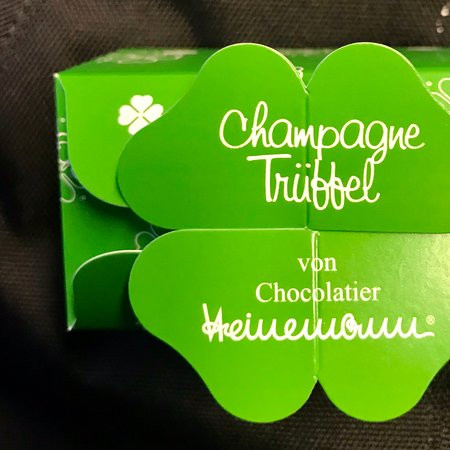 Champagne
Trüffel
von
Chocolatier
Heinemann®